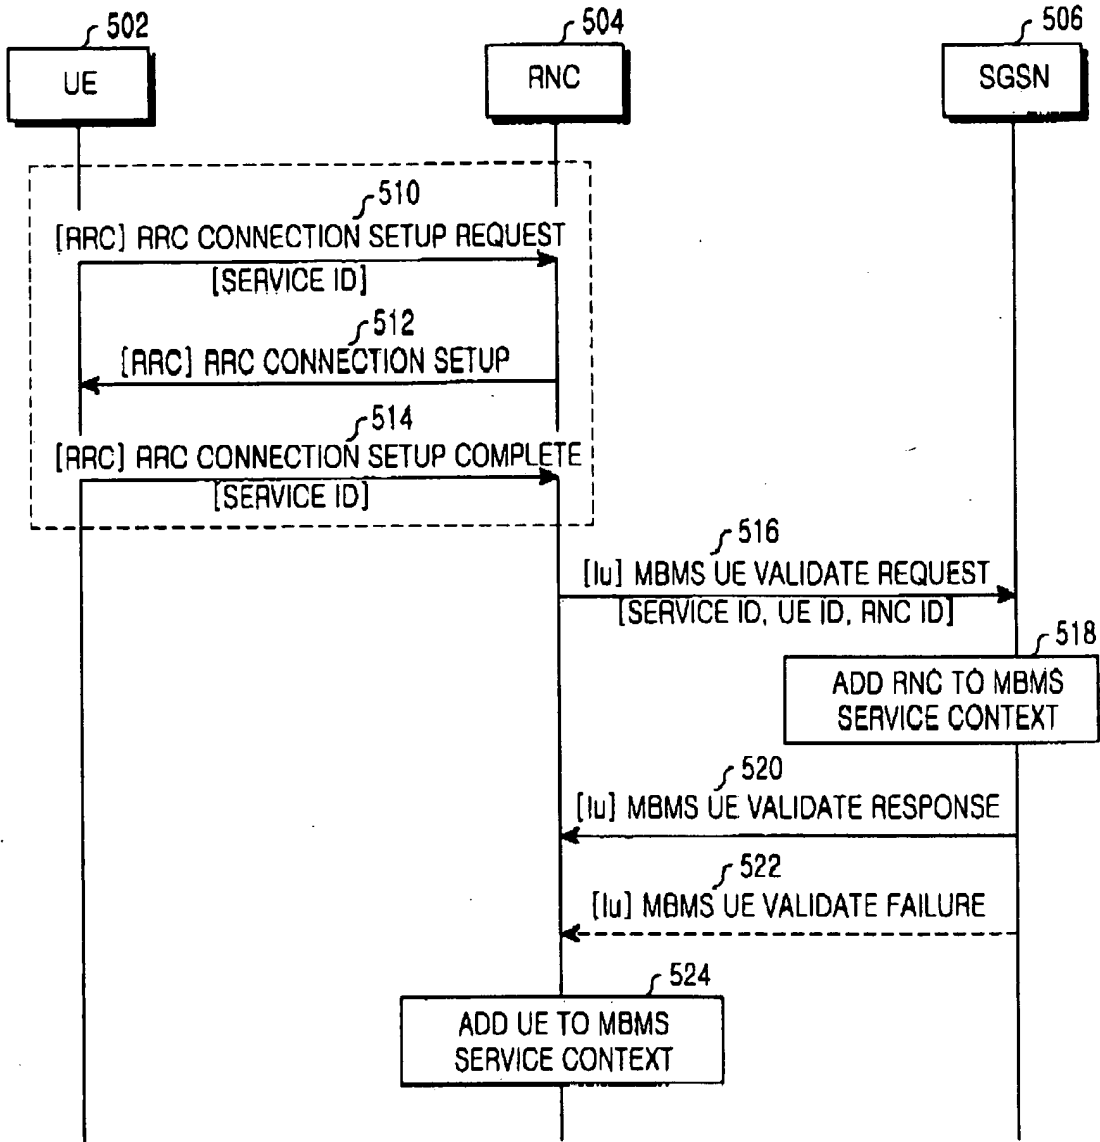 502
504
506
UE
RNC
SGSN
510
[RRC] RRC CONNECTION SETUP REQUEST
[SERVICE ID]
512
[RRC] RRC CONNECTION SETUP
514
[RRC] RRC CONNECTION SETUP COMPLETE
[SERVICE ID]
516
[Iu] MBMS UE VALIDATE REQUEST
[SERVICE ID, UE ID, RNC ID]
518
ADD RNC TO MBMS
SERVICE CONTEXT
520
[Iu] MBMS UE VALIDATE RESPONSE
522
[Iu] MBMS UE VALIDATE FAILURE
524
ADD UE TO MBMS
SERVICE CONTEXT